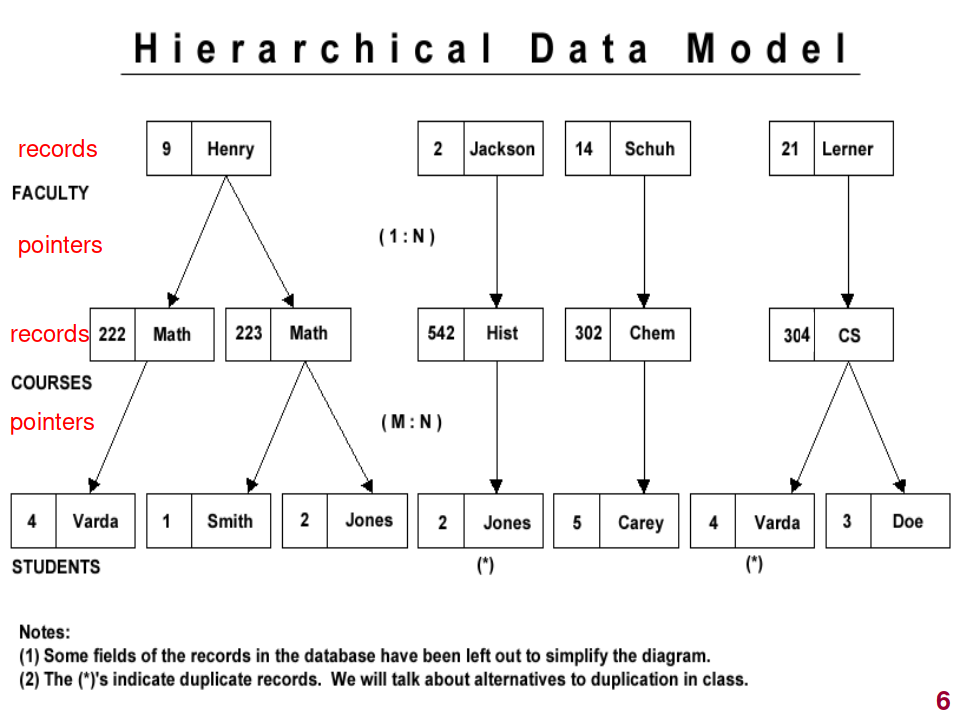 Hierarchical Data Model
records
9 Henry 2 Jackson 14 Schuh 21 Lerner
FACULTY
pointers
( 1 : N )
records
222 Math 223 Math 542 Hist 302 Chem 304 CS
COURSES
pointers
( M : N )
4 Varda 1 Smith 2 Jones 2 Jones 5 Carey 4 Varda 3 Doe
STUDENTS (*) (*)
Notes:
(1) Some fields of the records in the database have been left out to simplify the diagram.
(2) The (*)'s indicate duplicate records. We will talk about alternatives to duplication in class.
6